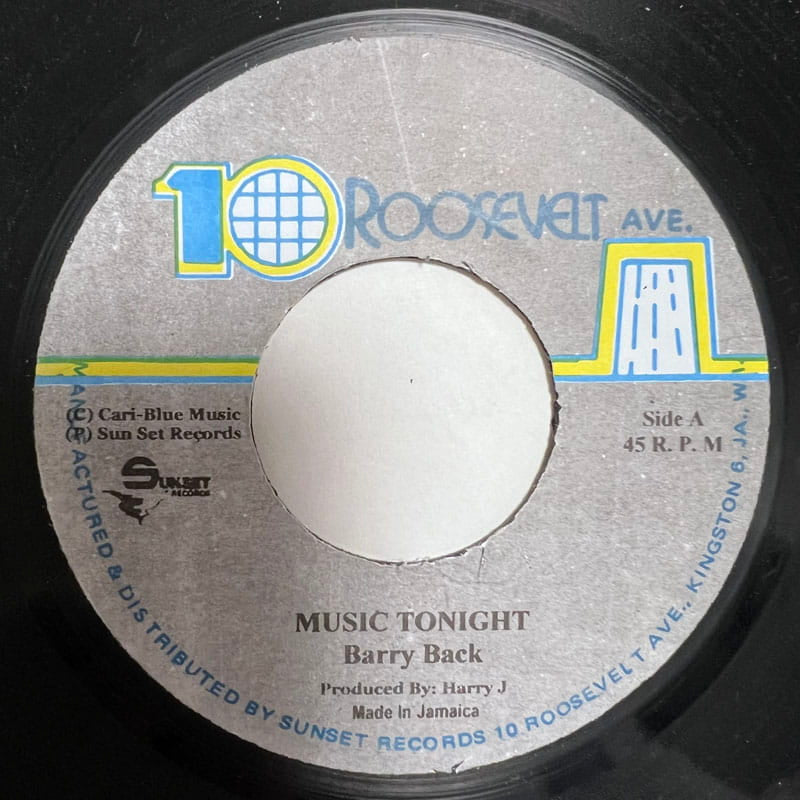 10 ROOSEVELT AVE.
(C) Cari-Blue Music
(P) Sun Set Records
SUNSET
RECORDS
Side A
45 R. P. M
MUSIC TONIGHT
Barry Back
Produced By: Harry J
Made In Jamaica
MANUFACTURED & DISTRIBUTED BY SUNSET RECORDS 10 ROOSEVELT AVE., KINGSTON 6, JA., W.I